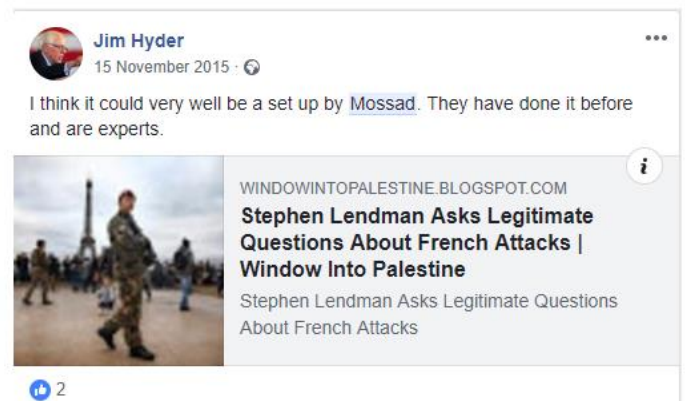 Jim Hyder
15 November 2015 ·
I think it could very well be a set up by Mossad. They have done it before
and are experts.
i
WINDOWINTOPALESTINE.BLOGSPOT.COM
Stephen Lendman Asks Legitimate
Questions About French Attacks |
Window Into Palestine
Stephen Lendman Asks Legitimate Questions
About French Attacks
2